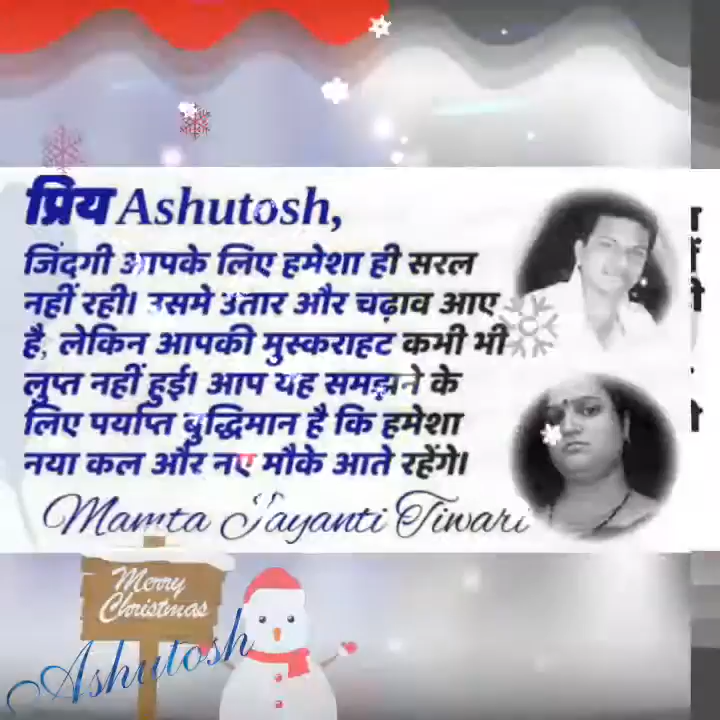 प्रिय Ashutosh,
जिंदगी आपके लिए हमेशा ही सरल
नहीं रही। उसमे उतार और चढ़ाव आए
है, लेकिन आपकी मुस्कराहट कभी भी
लुप्त नहीं हुई। आप यह समझने के
लिए पर्याप्त बुद्धिमान है कि हमेशा
नया कल और नए मौके आते रहेंगे।
Mamta Jayanti Tiwari
Merry
Christmas
Ashutosh